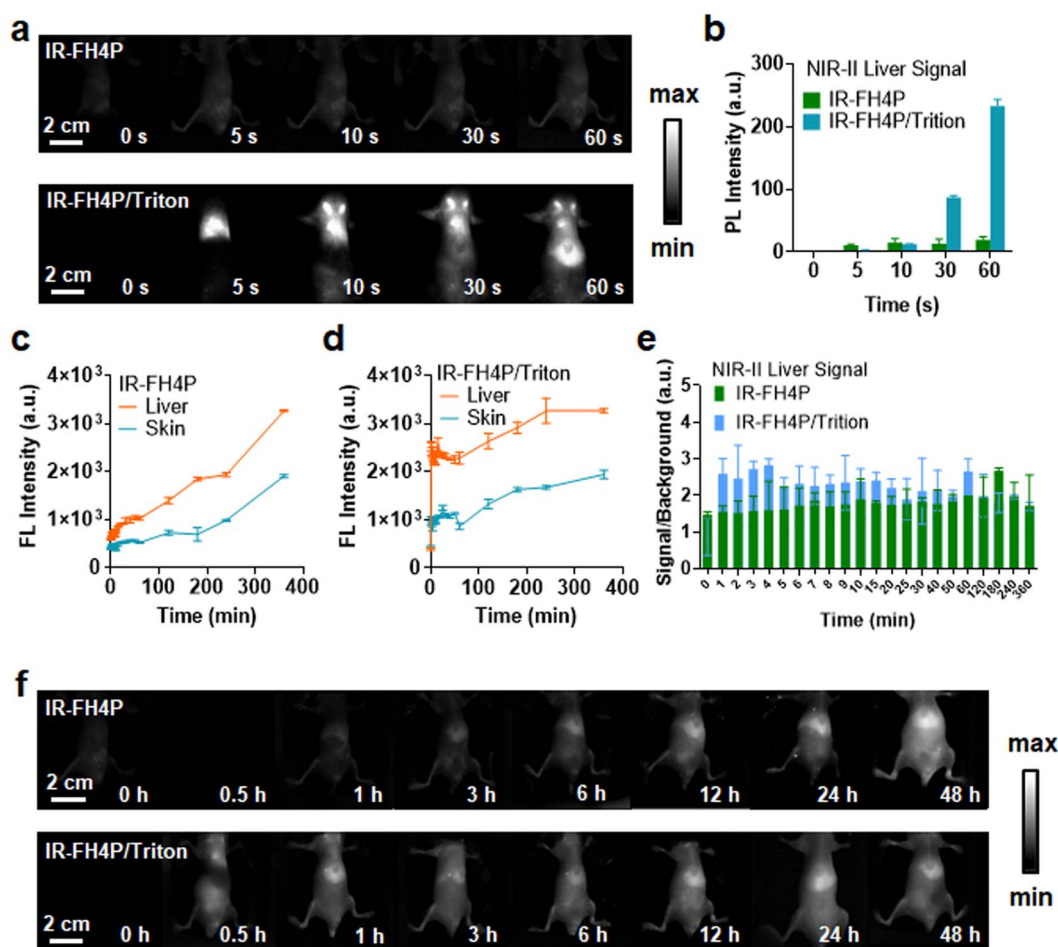 a
IR-FH4P
2 cm
0 s
5 s
10 s
30 s
60 s
IR-FH4P/Triton
2 cm
0 s
5 s
10 s
30 s
60 s
max
min
b
NIR-II Liver Signal
IR-FH4P
IR-FH4P/Trition
PL Intensity (a.u.)
300
200
100
0
0 5 10 30 60
Time (s)
c
IR-FH4P
Liver
Skin
FL Intensity (a.u.)
4×10³
3×10³
2×10³
1×10³
0
0 100 200 300 400
Time (min)
d
IR-FH4P/Triton
Liver
Skin
FL Intensity (a.u.)
4×10³
3×10³
2×10³
1×10³
0
0 100 200 300 400
Time (min)
e
NIR-II Liver Signal
IR-FH4P
IR-FH4P/Trition
Signal/Background (a.u.)
5
4
3
2
1
0
0 1 2 3 4 5 6 7 8 9 10 15 20 25 30 40 50 60 120 180 240 360
Time (min)
f
IR-FH4P
2 cm
0 h
0.5 h
1 h
3 h
6 h
12 h
24 h
48 h
IR-FH4P/Triton
2 cm
0 h
0.5 h
1 h
3 h
6 h
12 h
24 h
48 h
max
min